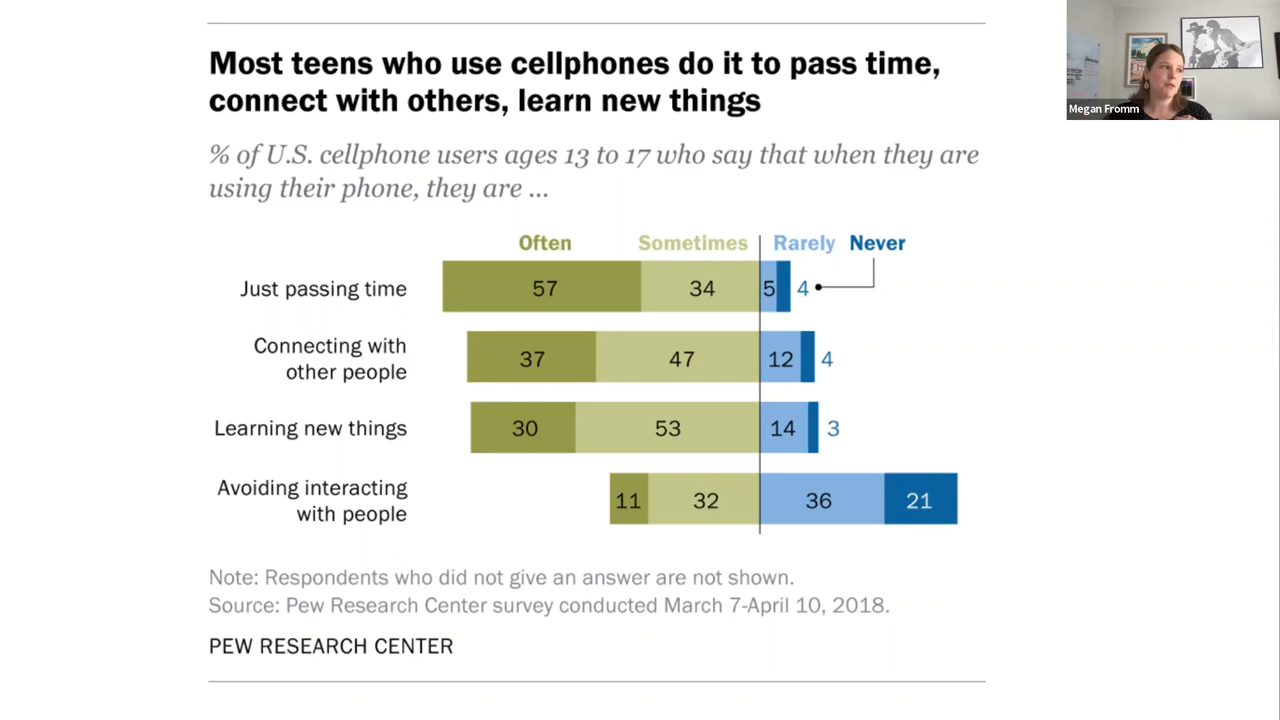 Most teens who use cellphones do it to pass time,
connect with others, learn new things
% of U.S. cellphone users ages 13 to 17 who say that when they are
using their phone, they are ...
Often Sometimes Rarely Never
Just passing time 57 34 5 4
Connecting with
other people 37 47 12 4
Learning new things 30 53 14 3
Avoiding interacting
with people 11 32 36 21
Note: Respondents who did not give an answer are not shown.
Source: Pew Research Center survey conducted March 7-April 10, 2018.
PEW RESEARCH CENTER
Megan Fromm